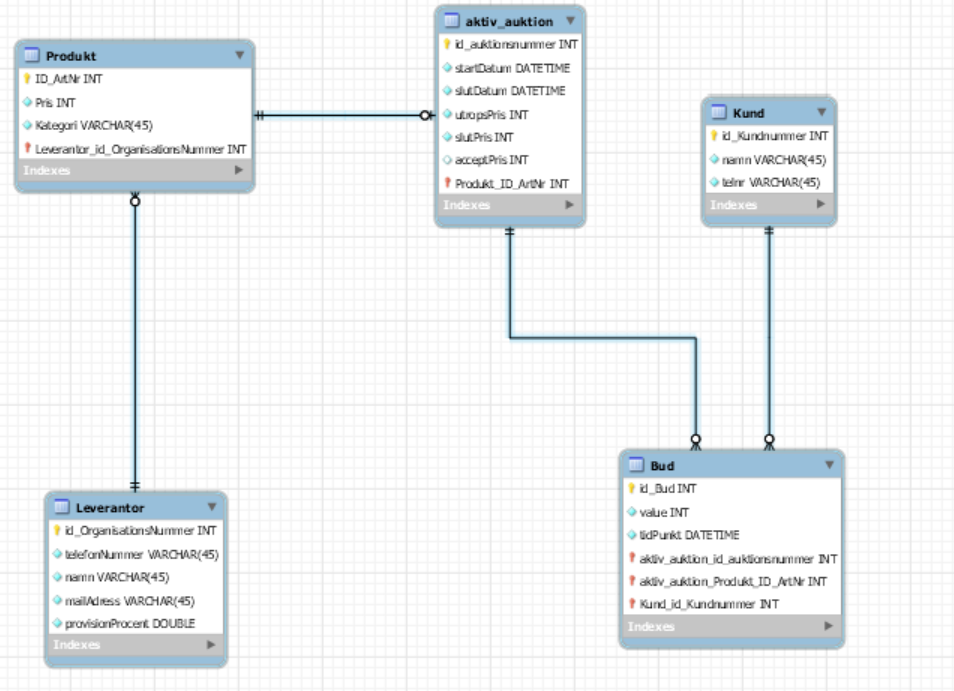 Produkt
ID_ArtNr INT
Pris INT
Kategori VARCHAR(45)
Leverantor_id_OrganisationsNummer INT
Indexes
aktiv_auktion
id_auktionsnummer INT
startDatum DATETIME
slutDatum DATETIME
utropsPris INT
slutPris INT
acceptPris INT
Produkt_ID_ArtNr INT
Indexes
Kund
id_Kundnummer INT
namn VARCHAR(45)
telnr VARCHAR(45)
Indexes
Leverantor
id_OrganisationsNummer INT
telefonNummer VARCHAR(45)
namn VARCHAR(45)
mailAdress VARCHAR(45)
provisionProcent DOUBLE
Indexes
Bud
id_Bud INT
value INT
tidPunkt DATETIME
aktiv_auktion_id_auktionsnummer INT
aktiv_auktion_Produkt_ID_ArtNr INT
Kund_id_Kundnummer INT
Indexes